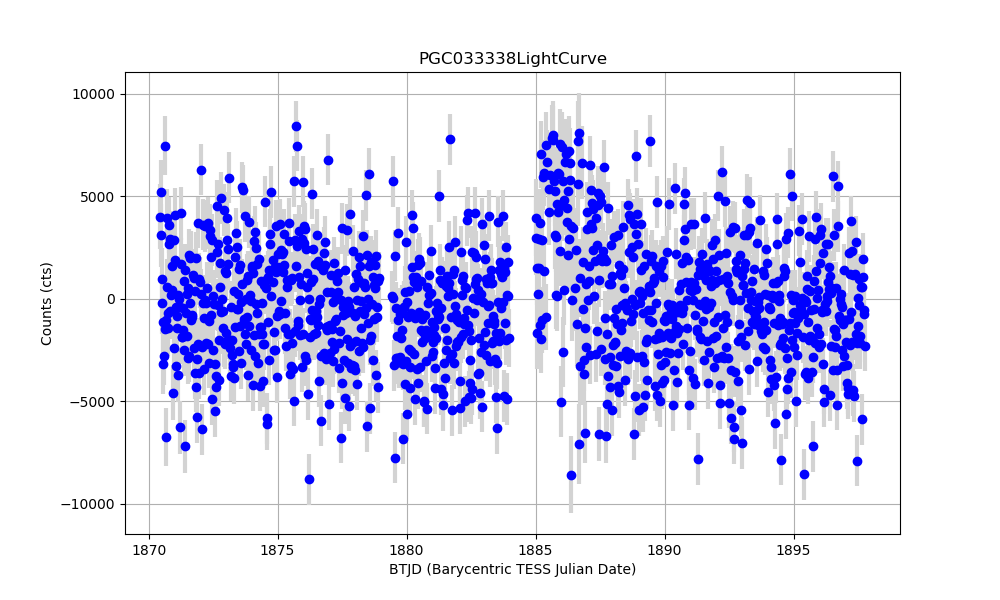 PGC033338LightCurve
10000
5000
0
−5000
−10000
Counts (cts)
1870 1875 1880 1885 1890 1895
BTJD (Barycentric TESS Julian Date)